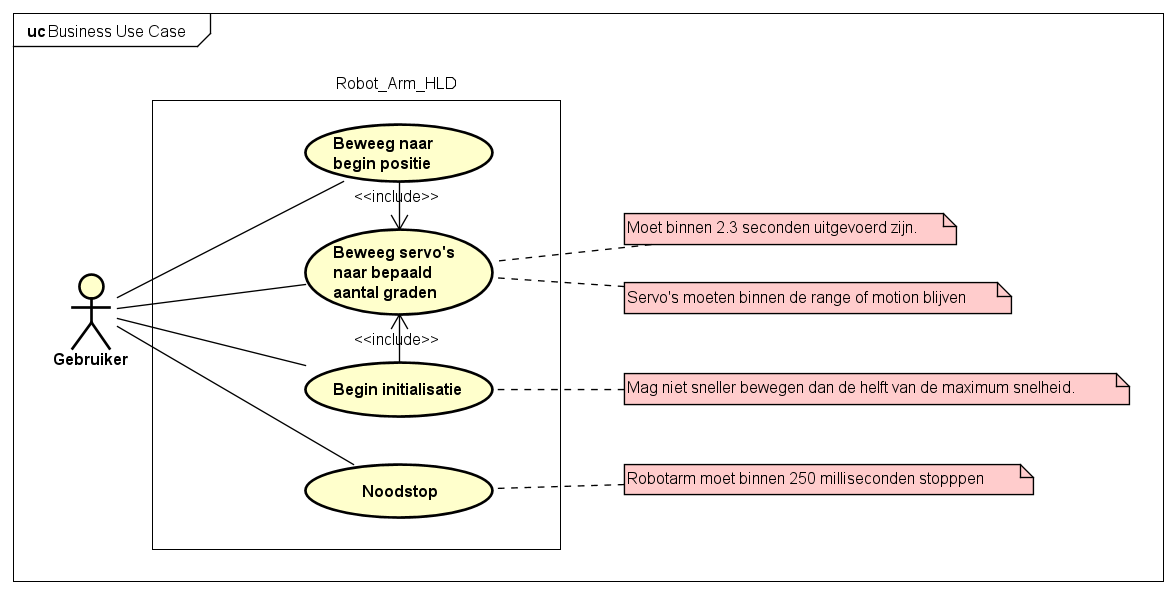 uc Business Use Case
Robot_Arm_HLD
Beweeg naar
begin positie
<<include>>
Moet binnen 2.3 seconden uitgevoerd zijn.
Beweeg servo's
naar bepaald
aantal graden
Servo's moeten binnen de range of motion blijven
<<include>>
Gebruiker
Begin initialisatie
Mag niet sneller bewegen dan de helft van de maximum snelheid.
Noodstop
Robotarm moet binnen 250 milliseconden stopppen